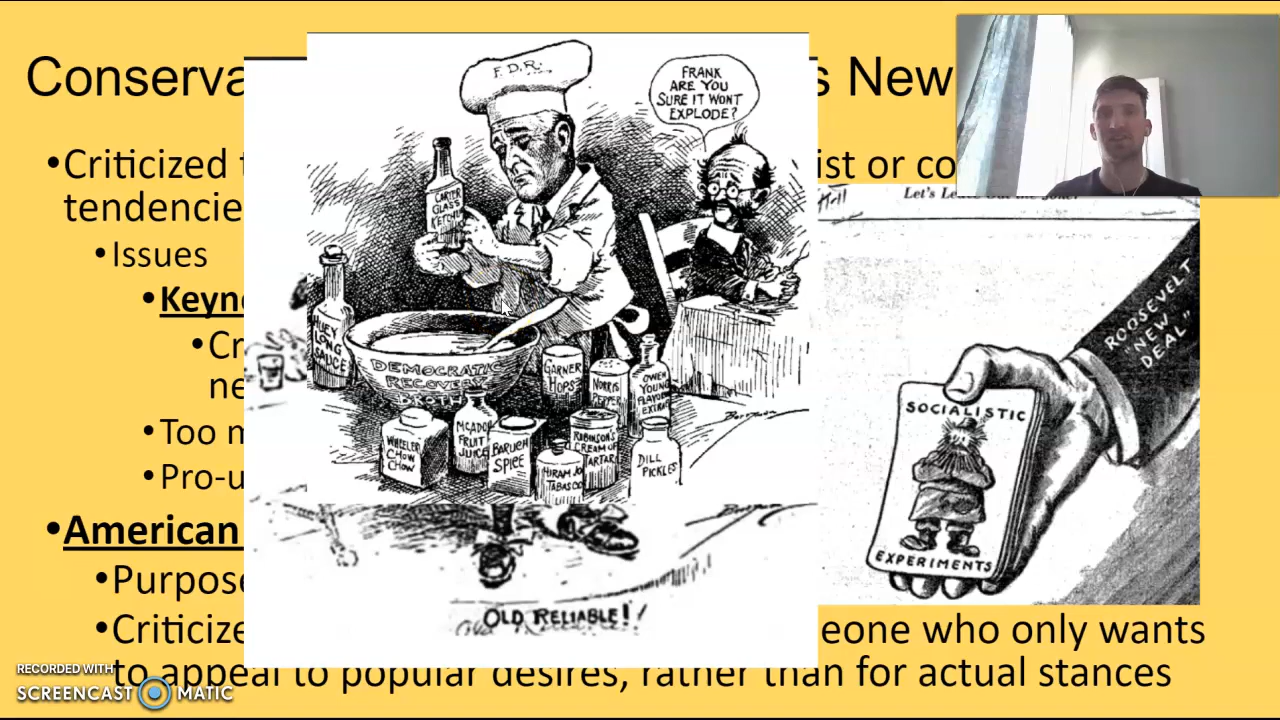 Conserva
s New
•Criticized
ist or co
tendencie
•Issues
•Keyn
•Cr
ne
•Too m
•Pro-u
•American
•Purpose
•Criticize
eone who only wants
to appeal to popular desires, rather than for actual stances
F.D.R.
FRANK
ARE YOU
SURE IT WONT
EXPLODE?
CARTER
GLASS
KETCHUP
HUEY
LONG
SAUCE
DEMOCRATIC
RECOVERY
BROTH
GARNER
HOPS
NORRIS
PEPPER
OWEN
YOUNG
FLAVOR
EXTRACT
WHEELER
CHOW
CHOW
MCADOO
FRUIT
JUICE
BARUCH
SPICE
ROBINSON'S
CREAM OF
TARTAR
HIRAM JO
TABASCO
DILL
PICKLES
OLD RELIABLE!
ROOSEVELT
"NEW
DEAL"
SOCIALISTIC
EXPERIMENTS
RECORDED WITH
SCREENCAST MATIC